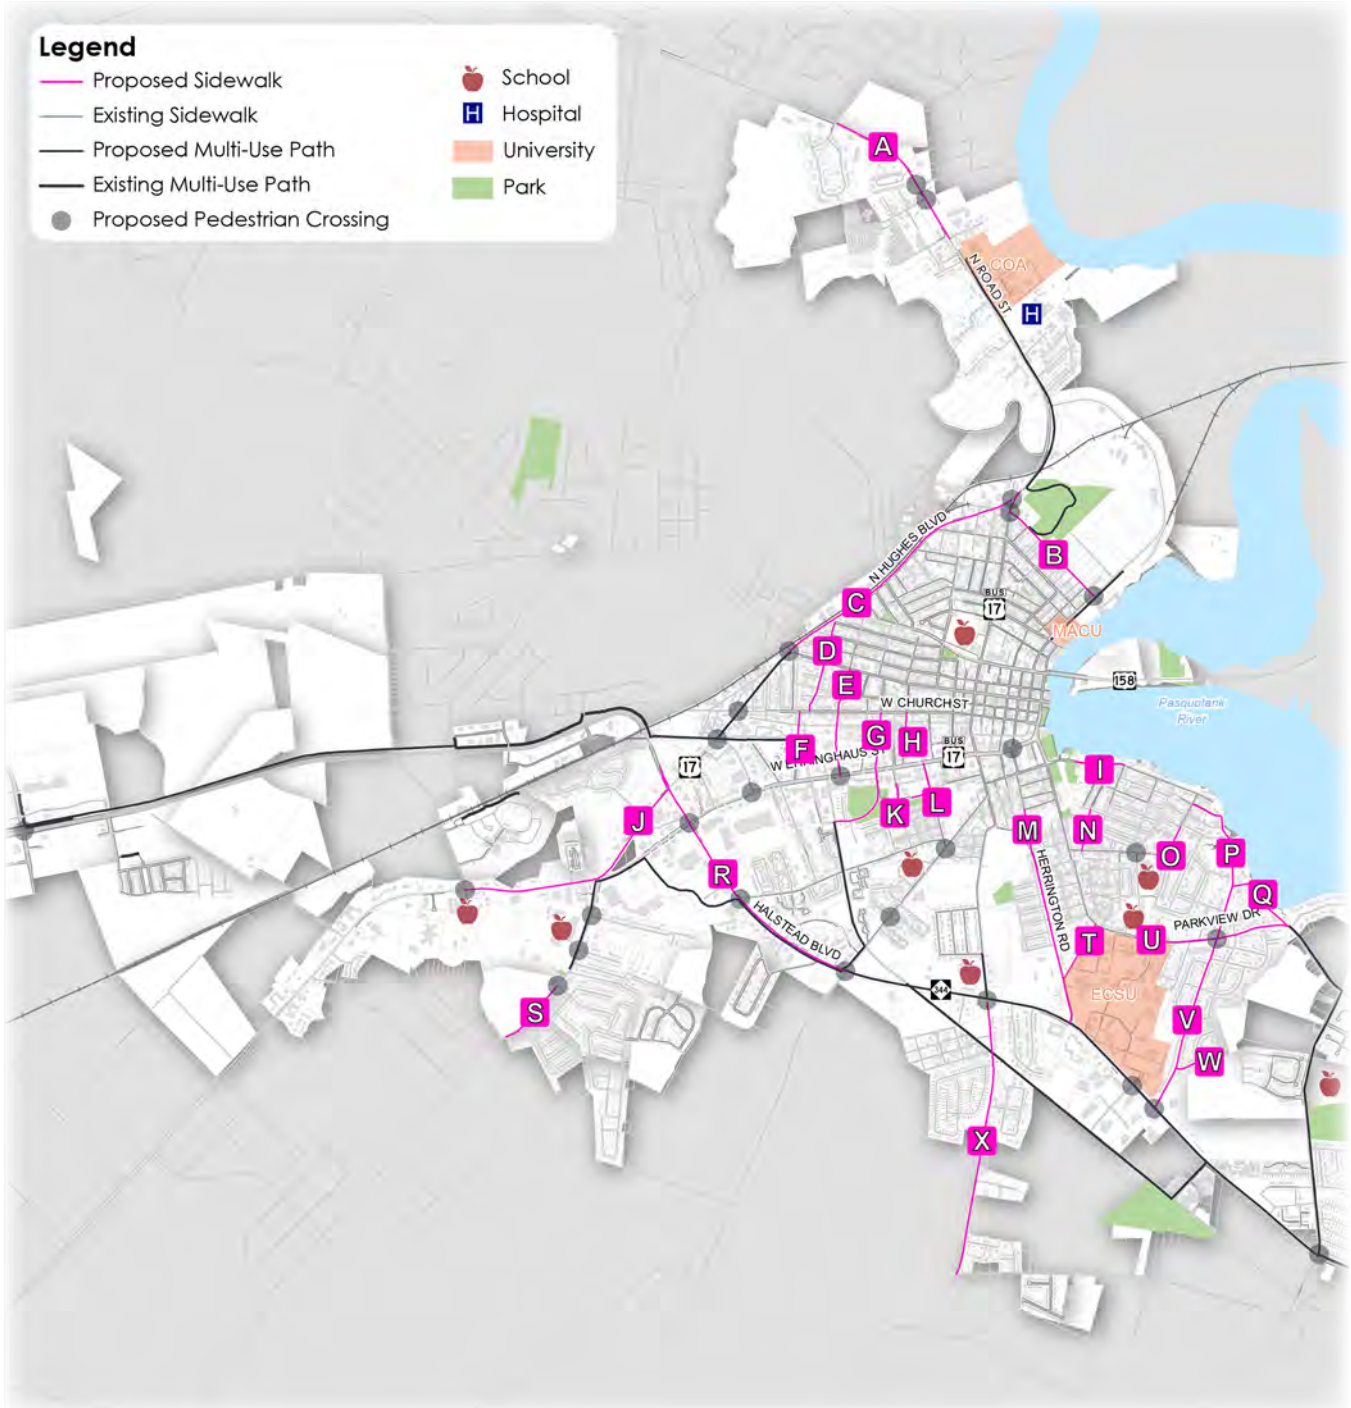 Legend
Proposed Sidewalk
Existing Sidewalk
Proposed Multi-Use Path
Existing Multi-Use Path
Proposed Pedestrian Crossing
School
H Hospital
University
Park
A
COA
N ROAD ST
H
N HUGHES BLVD
B
C
BUS
17
MACU
D
E
158
W CHURCH ST
Pasquotank
River
F
G
H
BUS
17
W EHRINGHAUS ST
17
I
J
K
L
M
N
O
P
HERRINGTON RD
R
Q
HALSTEAD BLVD
PARKVIEW DR
T
U
344
ECSU
S
V
W
X